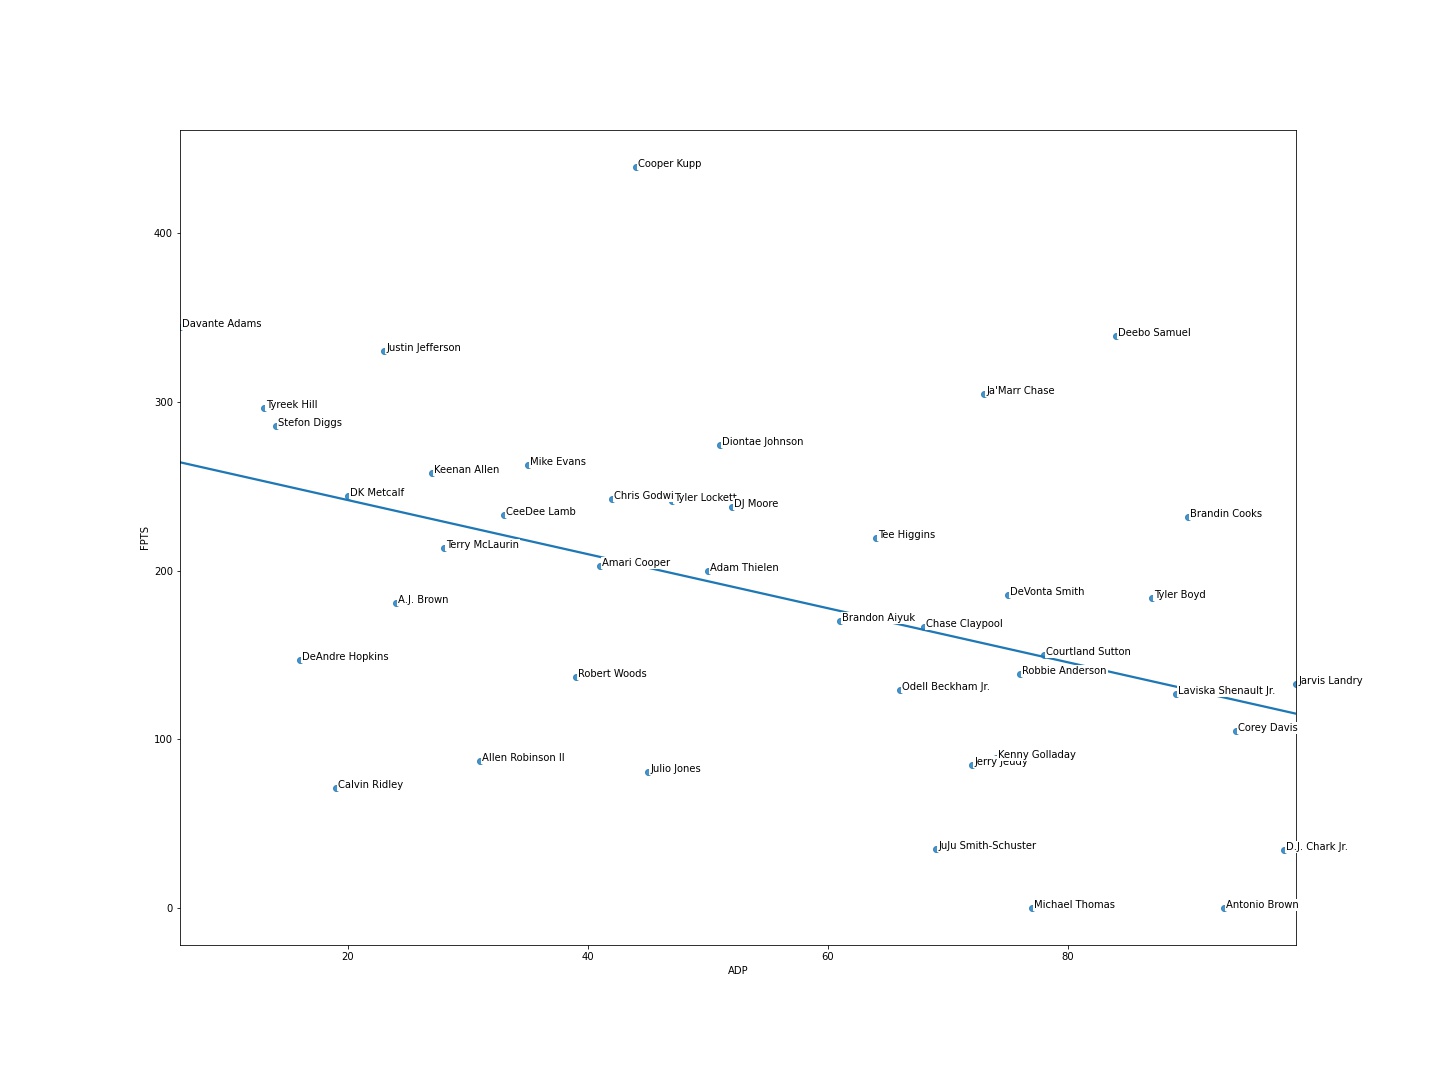 Cooper Kupp
400
Davante Adams
Deebo Samuel
Justin Jefferson
Ja'Marr Chase
300
Tyreek Hill
Stefon Diggs
Diontae Johnson
Mike Evans
Keenan Allen
DK Metcalf
Chris Godwi
Tyler Lockett
DJ Moore
CeeDee Lamb
Brandin Cooks
Tee Higgins
FPTS
Terry McLaurin
200
Amari Cooper
Adam Thielen
A.J. Brown
DeVonta Smith
Tyler Boyd
Brandon Aiyuk
Chase Claypool
DeAndre Hopkins
Courtland Sutton
Robert Woods
Robbie Anderson
Jarvis Landry
Odell Beckham Jr.
Laviska Shenault Jr.
Corey Davis
100
Allen Robinson II
Kenny Golladay
Jerry Jeudy
Julio Jones
Calvin Ridley
JuJu Smith-Schuster
D.J. Chark Jr.
0
Michael Thomas
Antonio Brown
20
40
60
80
ADP